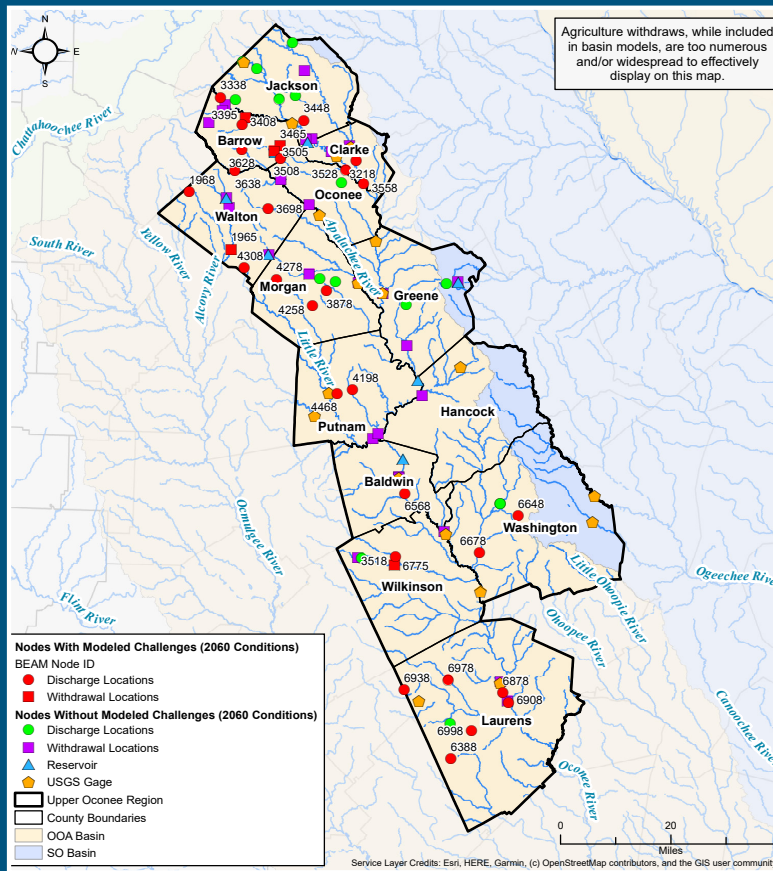 N
W
E
S
Agriculture withdraws, while included
in basin models, are too numerous
and/or widespread to effectively
display on this map.
Chattahoochee River
Jackson
3338
3448
3395
3408
Barrow
3465
3505
Clarke
3628
3508
3528
3218
3558
1968
3638
Oconee
3698
Walton
Apalachee River
South River
Yellow River
Alcovy River
1965
4308
4278
Morgan
Greene
4258
3878
Little River
4198
4468
Putnam
Hancock
Baldwin
6568
6648
Washington
Ocmulgee River
6678
3518
6775
Wilkinson
Little Ohoopie River
Ogeechee River
Flint River
Ohoopee River
6938
6978
6878
6908
Laurens
6998
6388
Canoochee River
Oconee River
Nodes With Modeled Challenges (2060 Conditions)
BEAM Node ID
Discharge Locations
Withdrawal Locations
Nodes Without Modeled Challenges (2060 Conditions)
Discharge Locations
Withdrawal Locations
Reservoir
USGS Gage
Upper Oconee Region
County Boundaries
OOA Basin
SO Basin
0
20
Miles
Service Layer Credits: Esri, HERE, Garmin, (c) OpenStreetMap contributors, and the GIS user community